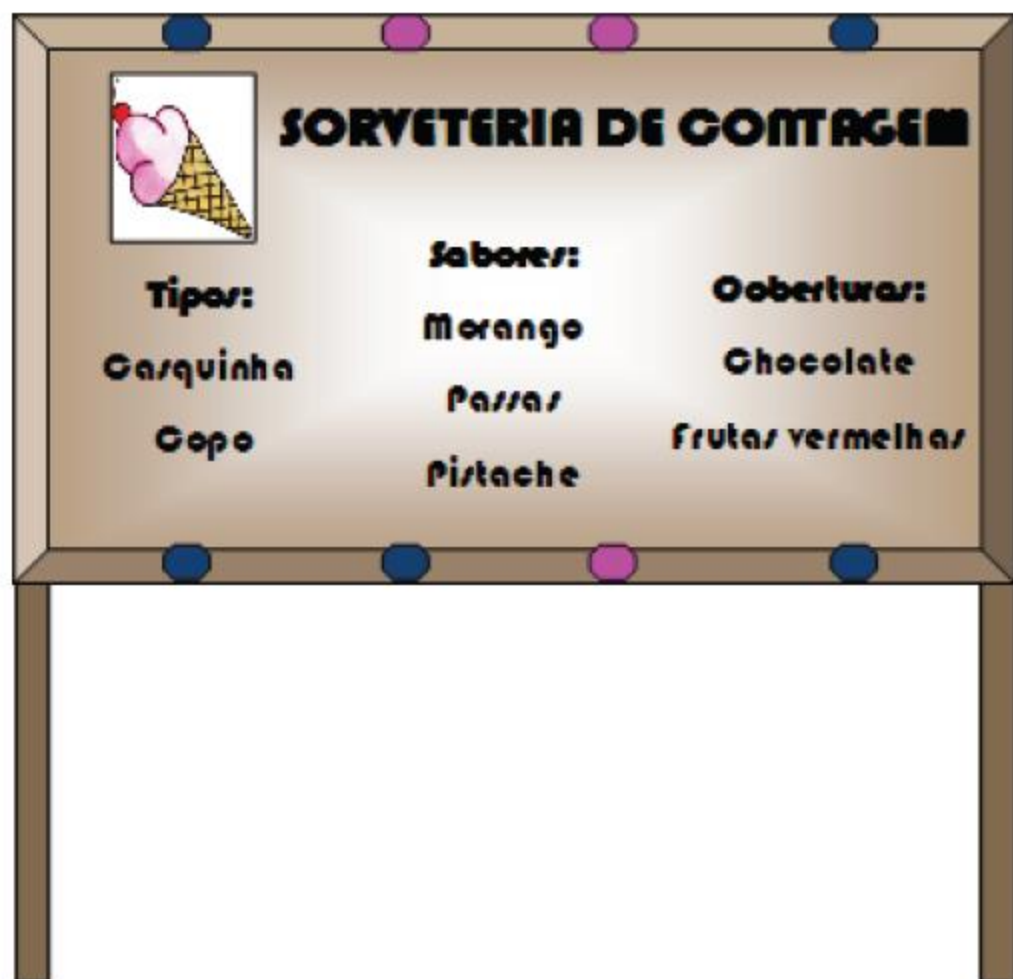 SORVETERIA DE CONTAGEM
Tipos:
Casquinha
Copo
Sabores:
Morango
Passas
Pistache
Coberturas:
Chocolate
Frutas vermelhas